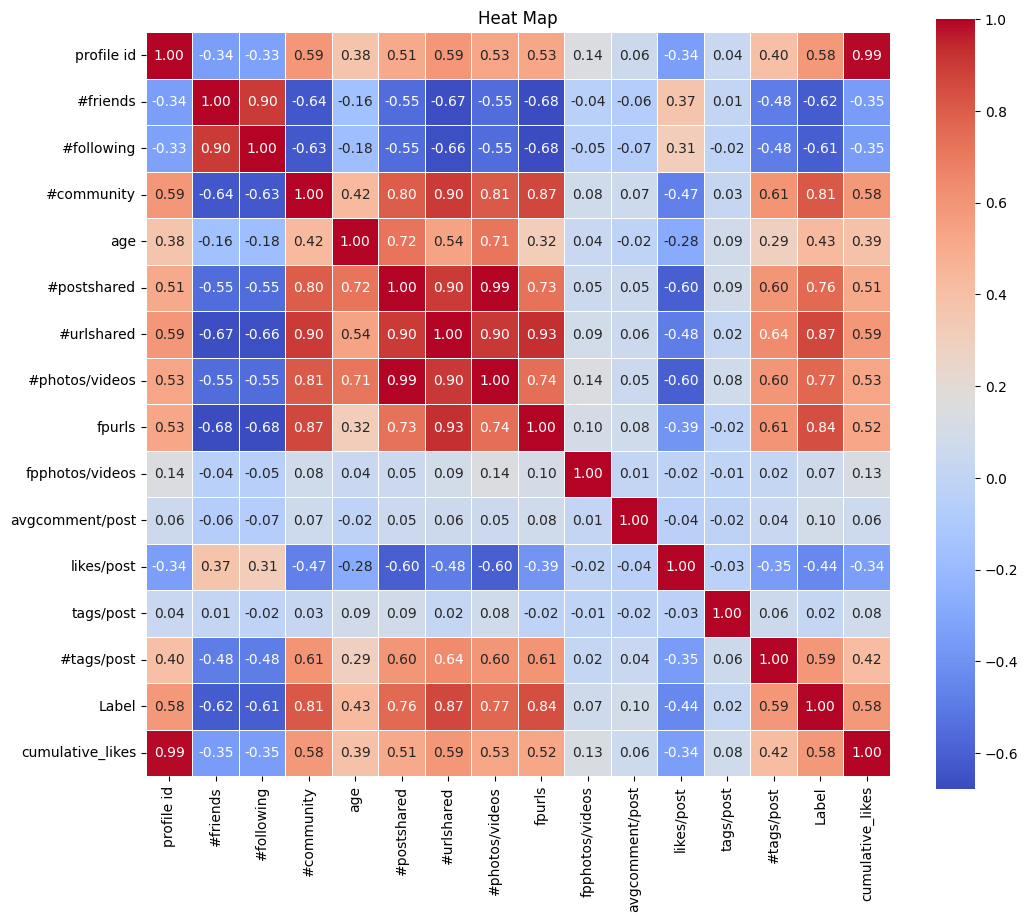 Heat Map
profile id 1.00 -0.34 -0.33 0.59 0.38 0.51 0.59 0.53 0.53 0.14 0.06 -0.34 0.04 0.40 0.58 0.99
#friends -0.34 1.00 0.90 -0.64 -0.16 -0.55 -0.67 -0.55 -0.68 -0.04 -0.06 0.37 0.01 -0.48 -0.62 -0.35
#following -0.33 0.90 1.00 -0.63 -0.18 -0.55 -0.66 -0.55 -0.68 -0.05 -0.07 0.31 -0.02 -0.48 -0.61 -0.35
#community 0.59 -0.64 -0.63 1.00 0.42 0.80 0.90 0.81 0.87 0.08 0.07 -0.47 0.03 0.61 0.81 0.58
age 0.38 -0.16 -0.18 0.42 1.00 0.72 0.54 0.71 0.32 0.04 -0.02 -0.28 0.09 0.29 0.43 0.39
#postshared 0.51 -0.55 -0.55 0.80 0.72 1.00 0.90 0.99 0.73 0.05 0.05 -0.60 0.09 0.60 0.76 0.51
#urlshared 0.59 -0.67 -0.66 0.90 0.54 0.90 1.00 0.90 0.93 0.09 0.06 -0.48 0.02 0.64 0.87 0.59
#photos/videos 0.53 -0.55 -0.55 0.81 0.71 0.99 0.90 1.00 0.74 0.14 0.05 -0.60 0.08 0.60 0.77 0.53
fpurls 0.53 -0.68 -0.68 0.87 0.32 0.73 0.93 0.74 1.00 0.10 0.08 -0.39 -0.02 0.61 0.84 0.52
fpphotos/videos 0.14 -0.04 -0.05 0.08 0.04 0.05 0.09 0.14 0.10 1.00 0.01 -0.02 -0.01 0.02 0.07 0.13
avgcomment/post 0.06 -0.06 -0.07 0.07 -0.02 0.05 0.06 0.05 0.08 0.01 1.00 -0.04 -0.02 0.04 0.10 0.06
likes/post -0.34 0.37 0.31 -0.47 -0.28 -0.60 -0.48 -0.60 -0.39 -0.02 -0.04 1.00 -0.03 -0.35 -0.44 -0.34
tags/post 0.04 0.01 -0.02 0.03 0.09 0.09 0.02 0.08 -0.02 -0.01 -0.02 -0.03 1.00 0.06 0.02 0.08
#tags/post 0.40 -0.48 -0.48 0.61 0.29 0.60 0.64 0.60 0.61 0.02 0.04 -0.35 0.06 1.00 0.59 0.42
Label 0.58 -0.62 -0.61 0.81 0.43 0.76 0.87 0.77 0.84 0.07 0.10 -0.44 0.02 0.59 1.00 0.58
cumulative_likes 0.99 -0.35 -0.35 0.58 0.39 0.51 0.59 0.53 0.52 0.13 0.06 -0.34 0.08 0.42 0.58 1.00
profile id
#friends
#following
#community
age
#postshared
#urlshared
#photos/videos
fpurls
fpphotos/videos
avgcomment/post
likes/post
tags/post
#tags/post
Label
cumulative_likes
1.0
0.8
0.6
0.4
0.2
0.0
−0.2
−0.4
−0.6